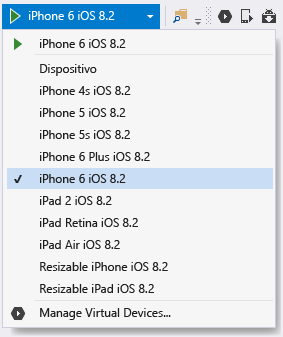 iPhone 6 iOS 8.2
iPhone 6 iOS 8.2
Dispositivo
iPhone 4s iOS 8.2
iPhone 5 iOS 8.2
iPhone 5s iOS 8.2
iPhone 6 Plus iOS 8.2
iPhone 6 iOS 8.2
iPad 2 iOS 8.2
iPad Retina iOS 8.2
iPad Air iOS 8.2
Resizable iPhone iOS 8.2
Resizable iPad iOS 8.2
Manage Virtual Devices...